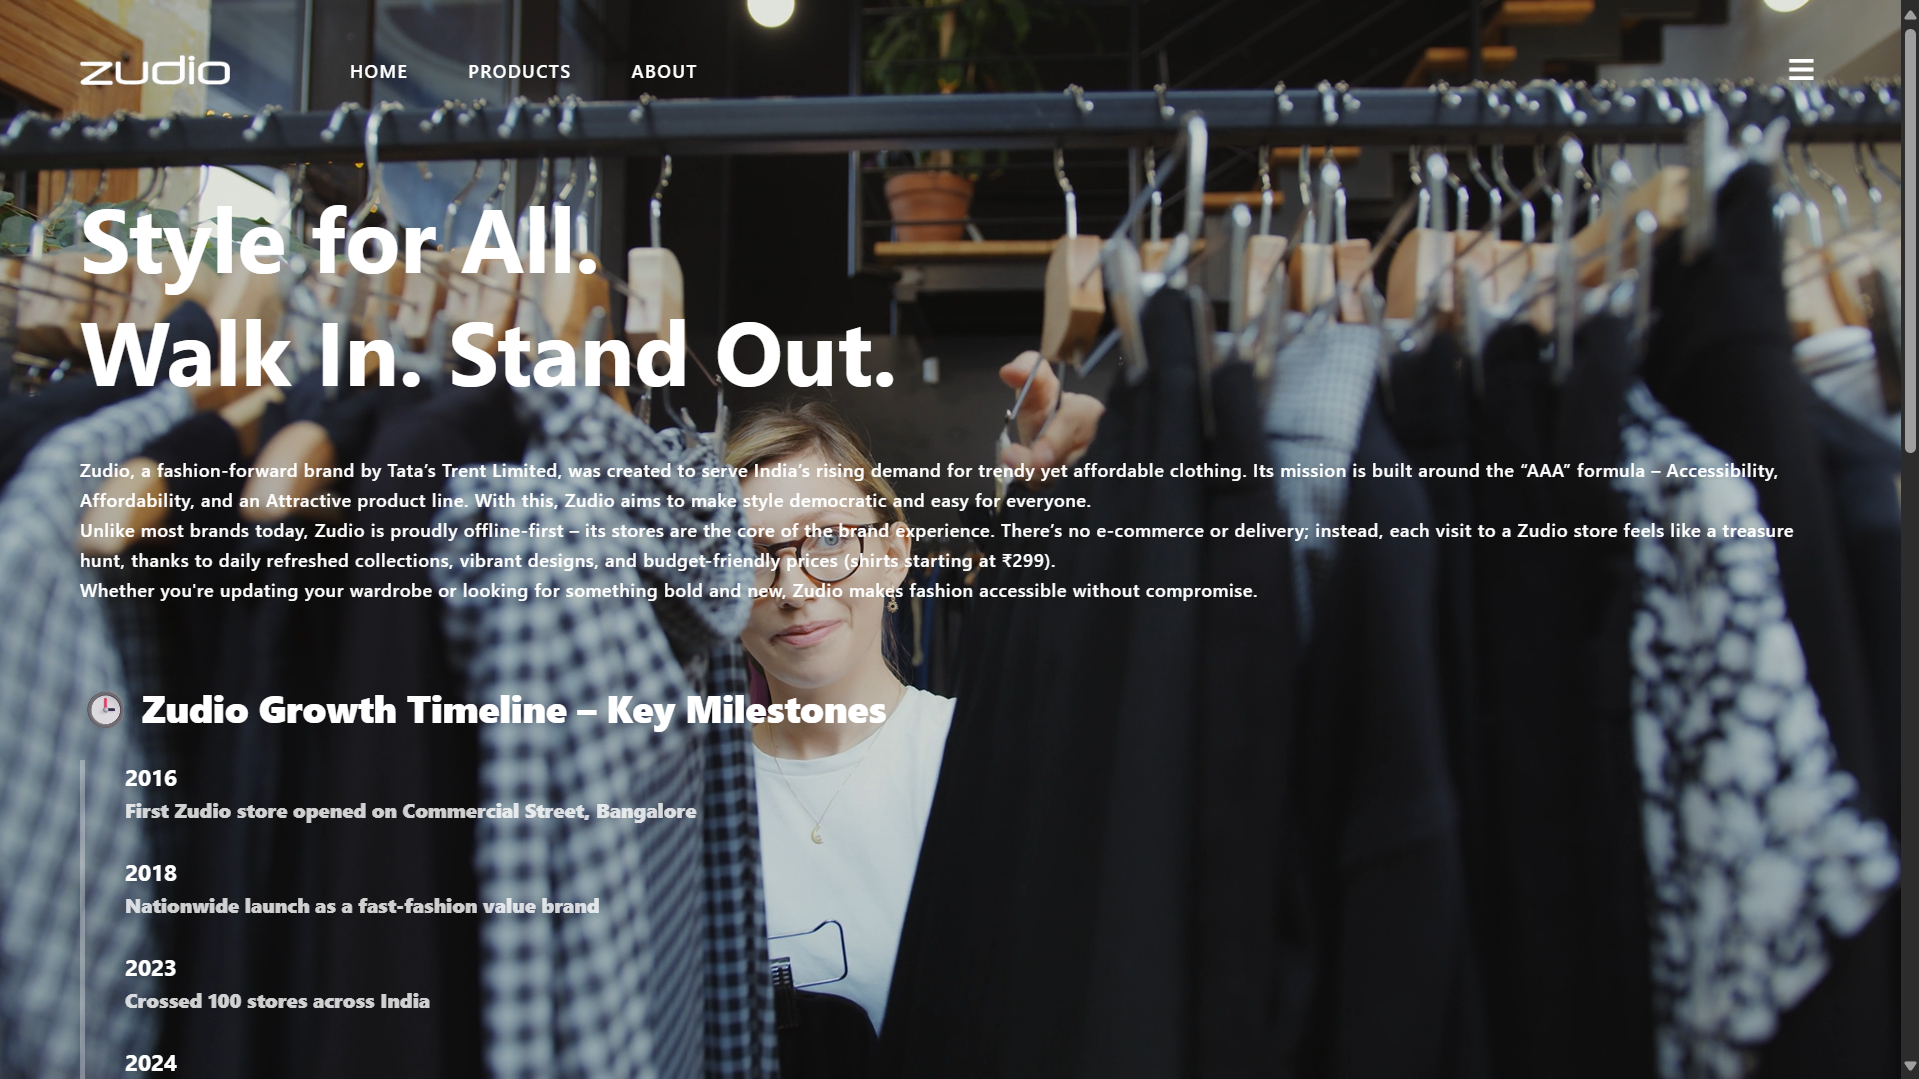 zudio
HOME
PRODUCTS
ABOUT
Style for All.
Walk In. Stand Out.
Zudio, a fashion-forward brand by Tata’s Trent Limited, was created to serve India’s rising demand for trendy yet affordable clothing. Its mission is built around the “AAA” formula – Accessibility,
Affordability, and an Attractive product line. With this, Zudio aims to make style democratic and easy for everyone.
Unlike most brands today, Zudio is proudly offline-first – its stores are the core of the brand experience. There’s no e-commerce or delivery; instead, each visit to a Zudio store feels like a treasure
hunt, thanks to daily refreshed collections, vibrant designs, and budget-friendly prices (shirts starting at ₹299).
Whether you're updating your wardrobe or looking for something bold and new, Zudio makes fashion accessible without compromise.
Zudio Growth Timeline – Key Milestones
2016
First Zudio store opened on Commercial Street, Bangalore
2018
Nationwide launch as a fast-fashion value brand
2023
Crossed 100 stores across India
2024